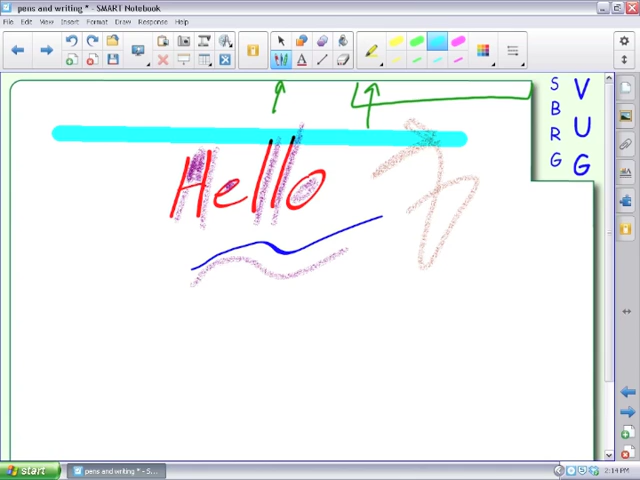 pens and writing * - SMART Notebook
File Edit View Insert Format Draw Response Help
S V
B U
R G
G
Hello
start
pens and writing * - SMA...
2:14 PM